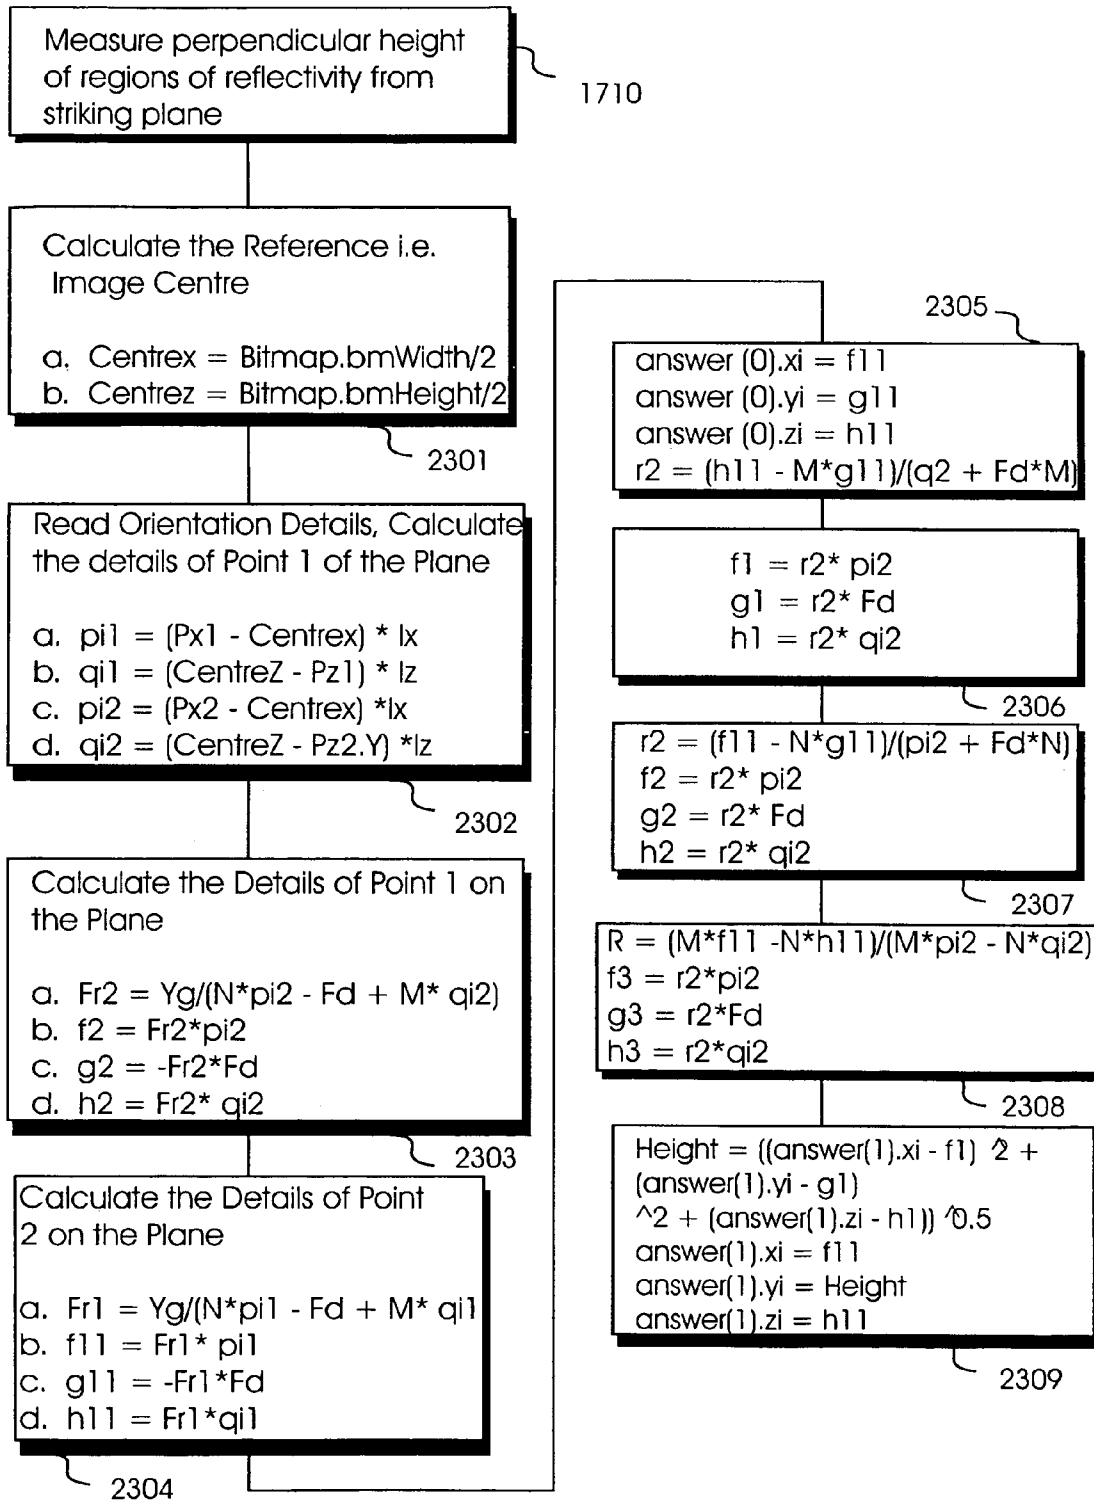 Measure perpendicular height
of regions of reflectivity from
striking plane
1710
Calculate the Reference i.e.
Image Centre
a. Centrex = Bitmap.bmWidth/2
b. Centrez = Bitmap.bmHeight/2
2301
Read Orientation Details, Calculate
the details of Point 1 of the Plane
a. pi1 = (Px1 - Centrex) * Ix
b. qi1 = (CentreZ - Pz1) * Iz
c. pi2 = (Px2 - Centrex) *Ix
d. qi2 = (CentreZ - Pz2.Y) *Iz
2302
Calculate the Details of Point 1 on
the Plane
a. Fr2 = Yg/(N*pi2 - Fd + M* qi2)
b. f2 = Fr2*pi2
c. g2 = -Fr2*Fd
d. h2 = Fr2* qi2
2303
Calculate the Details of Point
2 on the Plane
a. Fr1 = Yg/(N*pi1 - Fd + M* qi1
b. f11 = Fr1* pi1
c. g11 = -Fr1*Fd
d. h11 = Fr1*qi1
2304
2305
answer (0).xi = f11
answer (0).yi = g11
answer (0).zi = h11
r2 = (h11 - M*g11)/(q2 + Fd*M)
f1 = r2* pi2
g1 = r2* Fd
h1 = r2* qi2
2306
r2 = (f11 - N*g11)/(pi2 + Fd*N)
f2 = r2* pi2
g2 = r2* Fd
h2 = r2* qi2
2307
R = (M*f11 -N*h11)/(M*pi2 - N*qi2)
f3 = r2*pi2
g3 = r2*Fd
h3 = r2*qi2
2308
Height = ((answer(1).xi - f1) ^2 +
(answer(1).yi - g1)
^2 + (answer(1).zi - h1)) ^0.5
answer(1).xi = f11
answer(1).yi = Height
answer(1).zi = h11
2309